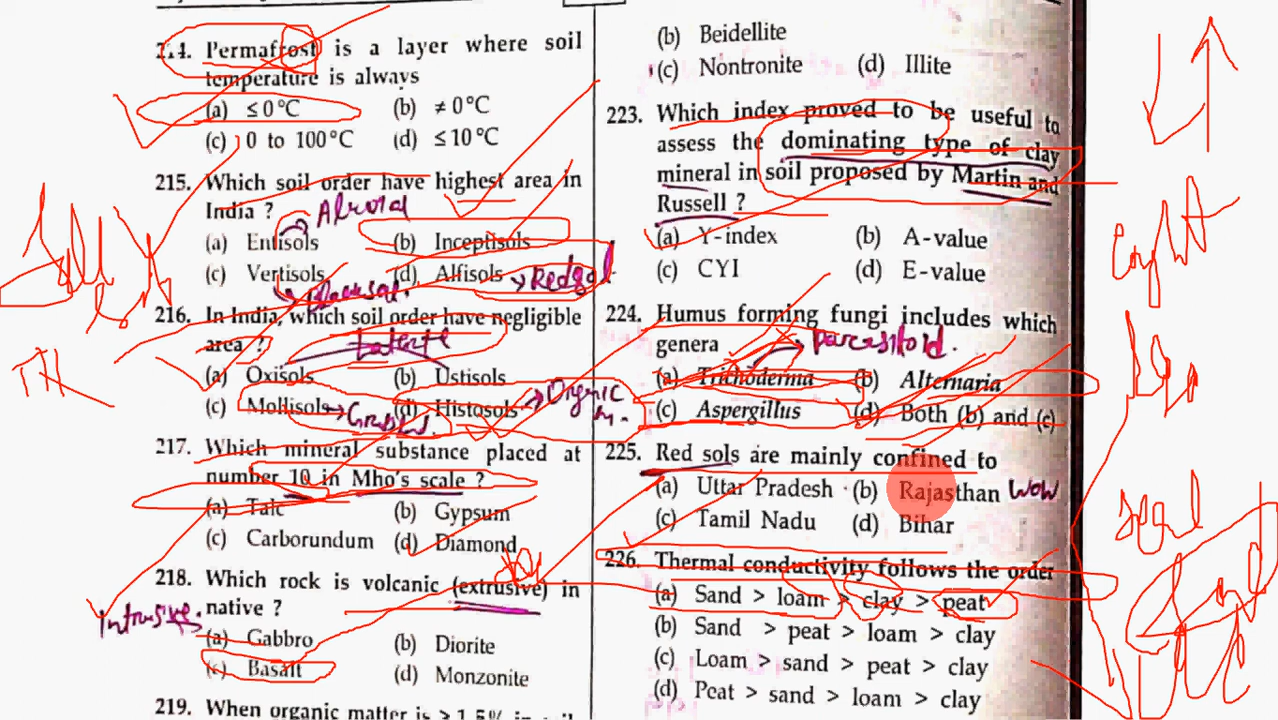 214. Permafrost is a layer where soil
temperature is always
(a) ≤ 0°C (b) ≠ 0°C
(c) 0 to 100°C (d) ≤ 10°C
215. Which soil order have highest area in
India ?
Aluvial
(a) Entisols (b) Inceptisols
(c) Vertisols (d) Alfisols
216. In India, which soil order have negligible
area ?
(a) Oxisols (b) Ustisols
(c) Mollisols (d) Histosols
Organic
217. Which mineral substance placed at
number 10 in Mho's scale ?
(a) Talc (b) Gypsum
(c) Carborundum (d) Diamond
218. Which rock is volcanic (extrusive) in
native ?
intrusive.
(a) Gabbro (b) Diorite
(c) Basalt (d) Monzonite
219. When organic matter is > 1.5% in soil
(b) Beidellite
(c) Nontronite (d) Illite
223. Which index proved to be useful to
assess the dominating type of clay
mineral in soil proposed by Martin and
Russell ?
(a) Y-index (b) A-value
(c) CYI (d) E-value
224. Humus forming fungi includes which
genera
parasitoid.
(a) Trichoderma (b) Alternaria
(c) Aspergillus (d) Both (b) and (c)
225. Red sols are mainly confined to
(a) Uttar Pradesh (b) Rajasthan wow
(c) Tamil Nadu (d) Bihar
226. Thermal conductivity follows the order
(a) Sand > loam > clay > peat
(b) Sand > peat > loam > clay
(c) Loam > sand > peat > clay
(d) Peat > sand > loam > clay